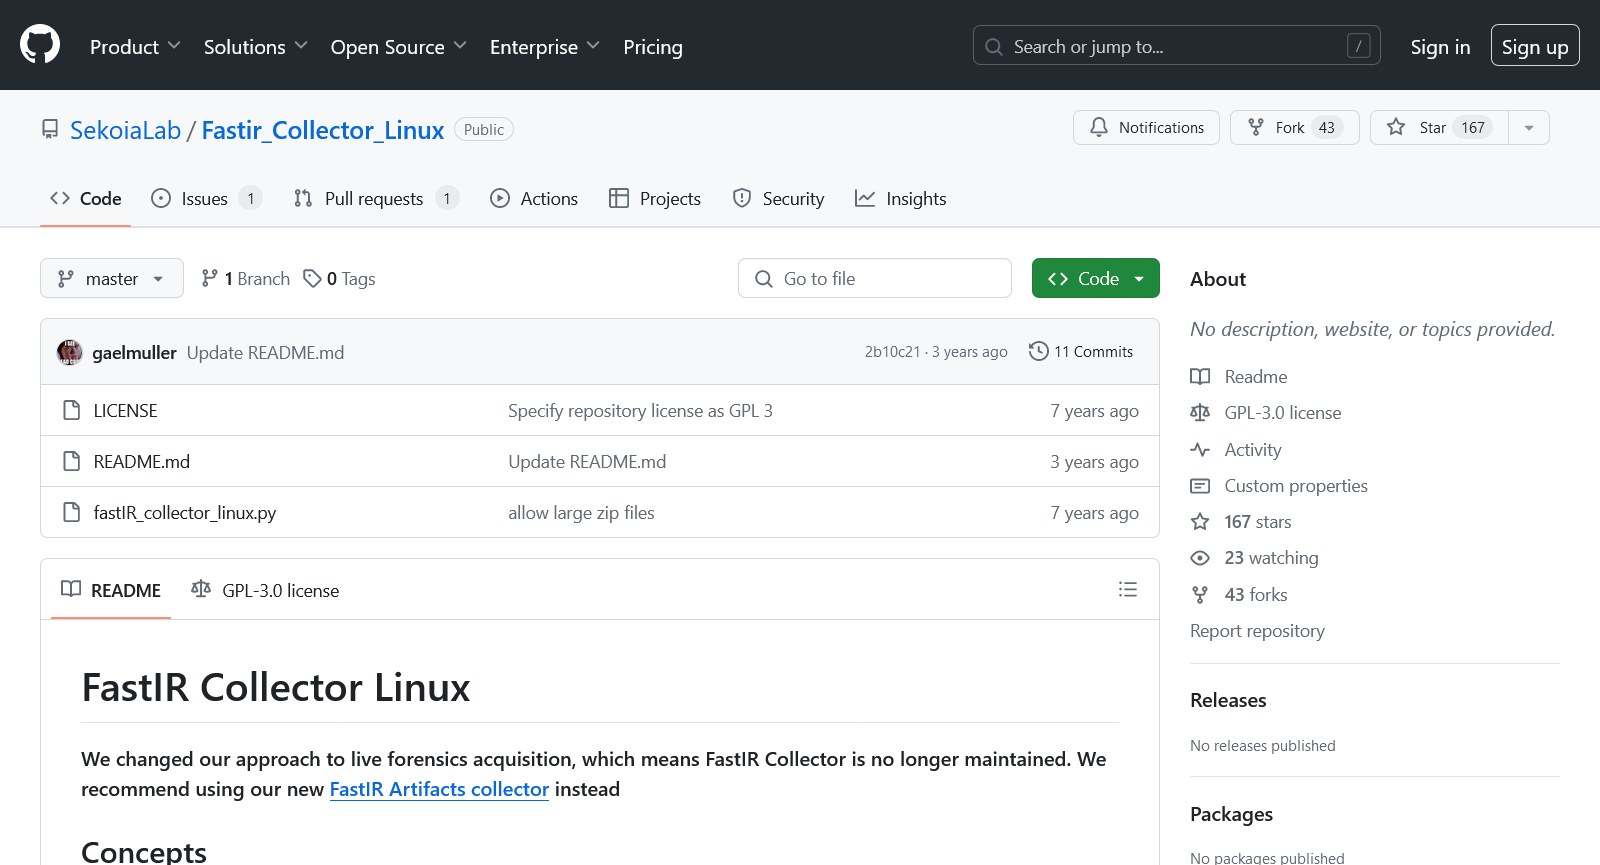 Product Solutions Open Source Enterprise Pricing Search or jump to... / Sign in Sign up
SekoiaLab / Fastir_Collector_Linux Public Notifications Fork 43 Star 167
Code Issues 1 Pull requests 1 Actions Projects Security Insights
master 1 Branch 0 Tags Go to file Code
gaelmuller Update README.md 2b10c21 · 3 years ago 11 Commits
LICENSE Specify repository license as GPL 3 7 years ago
README.md Update README.md 3 years ago
fastIR_collector_linux.py allow large zip files 7 years ago
README GPL-3.0 license
FastIR Collector Linux
We changed our approach to live forensics acquisition, which means FastIR Collector is no longer maintained. We
recommend using our new FastIR Artifacts collector instead
Concepts
About
No description, website, or topics provided.
Readme
GPL-3.0 license
Activity
Custom properties
167 stars
23 watching
43 forks
Report repository
Releases
No releases published
Packages
No packages published